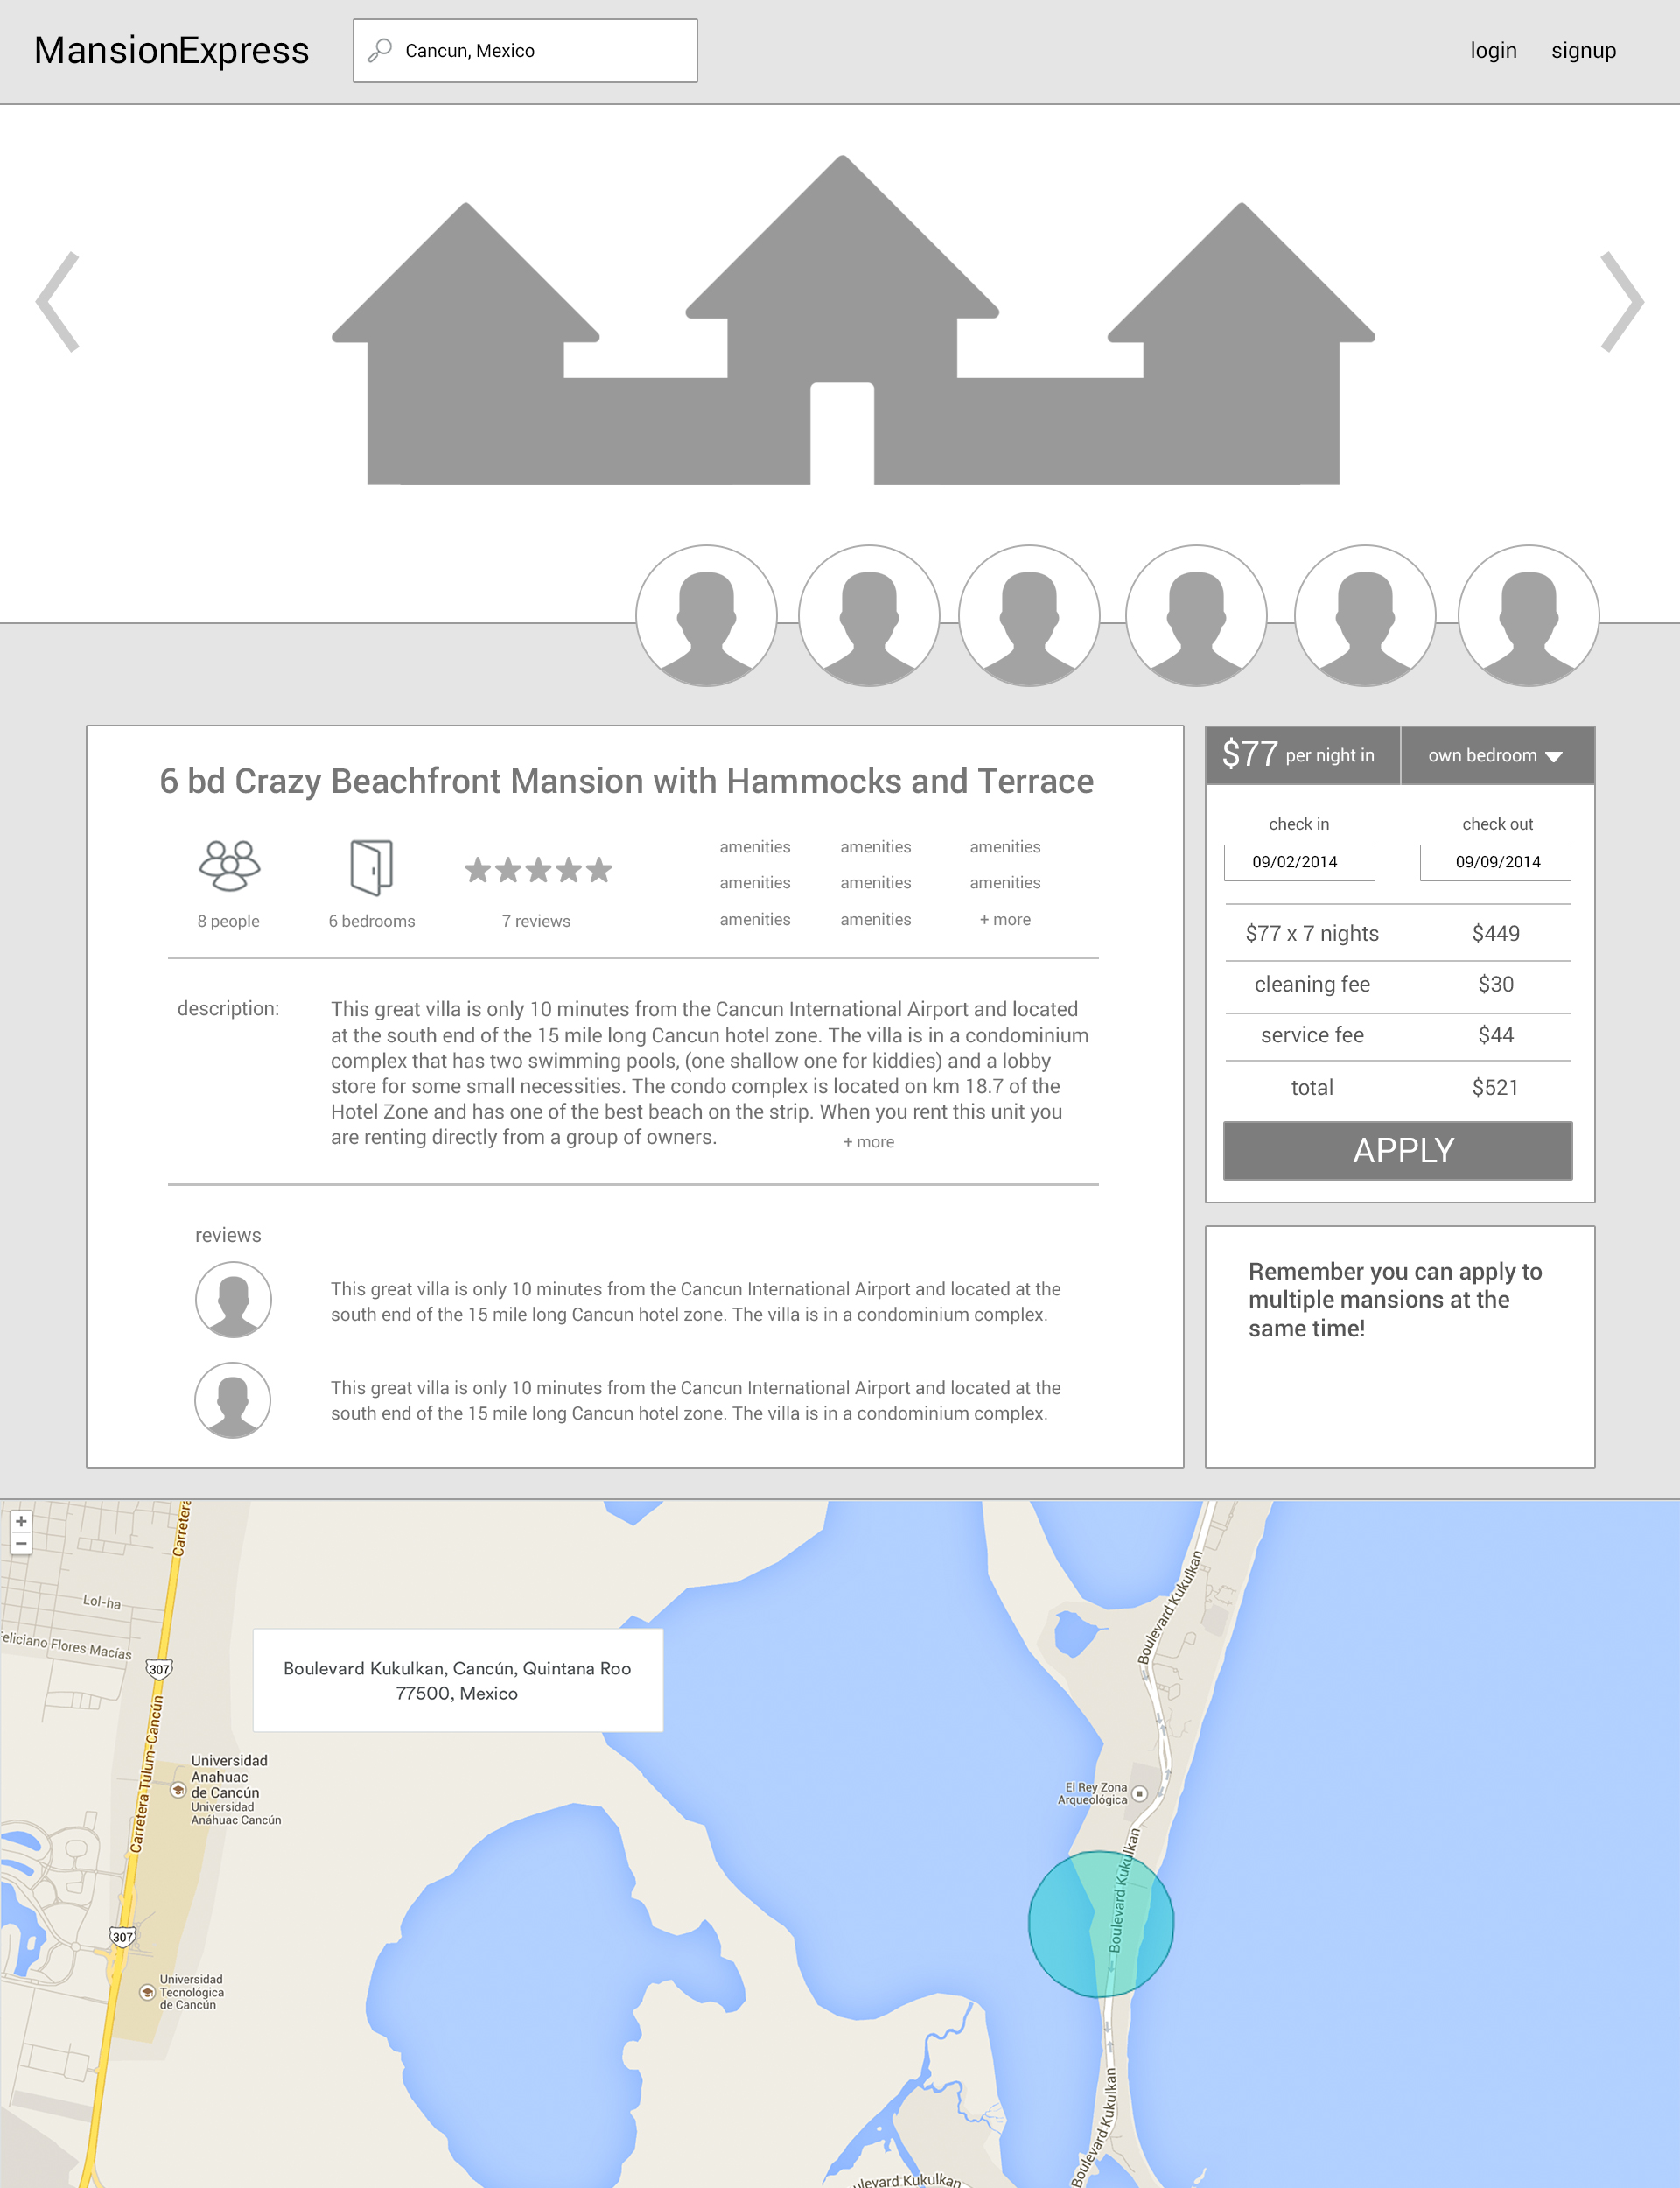 MansionExpress
Cancun, Mexico
login
signup
6 bd Crazy Beachfront Mansion with Hammocks and Terrace
8 people
6 bedrooms
7 reviews
amenities amenities amenities
amenities amenities amenities
amenities amenities + more
description:
This great villa is only 10 minutes from the Cancun International Airport and located
at the south end of the 15 mile long Cancun hotel zone. The villa is in a condominium
complex that has two swimming pools, (one shallow one for kiddies) and a lobby
store for some small necessities. The condo complex is located on km 18.7 of the
Hotel Zone and has one of the best beach on the strip. When you rent this unit you
are renting directly from a group of owners.
+ more
reviews
This great villa is only 10 minutes from the Cancun International Airport and located at the
south end of the 15 mile long Cancun hotel zone. The villa is in a condominium complex.
This great villa is only 10 minutes from the Cancun International Airport and located at the
south end of the 15 mile long Cancun hotel zone. The villa is in a condominium complex.
$77 per night in
own bedroom
check in
check out
09/02/2014
09/09/2014
$77 x 7 nights $449
cleaning fee $30
service fee $44
total $521
APPLY
Remember you can apply to
multiple mansions at the
same time!
+
−
Carretera
Lol-ha
eliciano Flores Macías
307
Boulevard Kukulkan, Cancún, Quintana Roo
77500, Mexico
Carretera Tulum-Cancún
Universidad
Anahuac
de Cancún
Universidad
Anáhuac Cancún
307
Universidad
Tecnológica
de Cancún
Boulevard Kukulkan
El Rey Zona
Arqueológica
Boulevard Kukulkan
Boulevard Kukulkan
ulevard Kukulkan